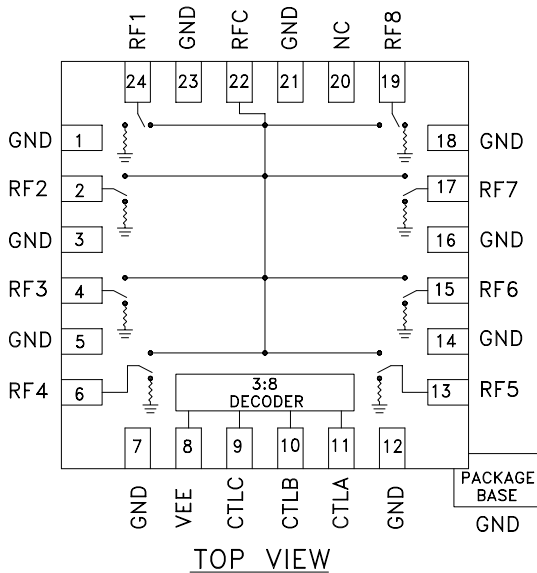 RF1
GND
RFC
GND
NC
RF8
24
23
22
21
20
19
GND 1
18 GND
RF2 2
17 RF7
GND 3
16 GND
RF3 4
15 RF6
GND 5
14 GND
RF4 6
13 RF5
3:8
DECODER
7
8
9
10
11
12
GND
VEE
CTLC
CTLB
CTLA
GND
PACKAGE
BASE
GND
TOP VIEW